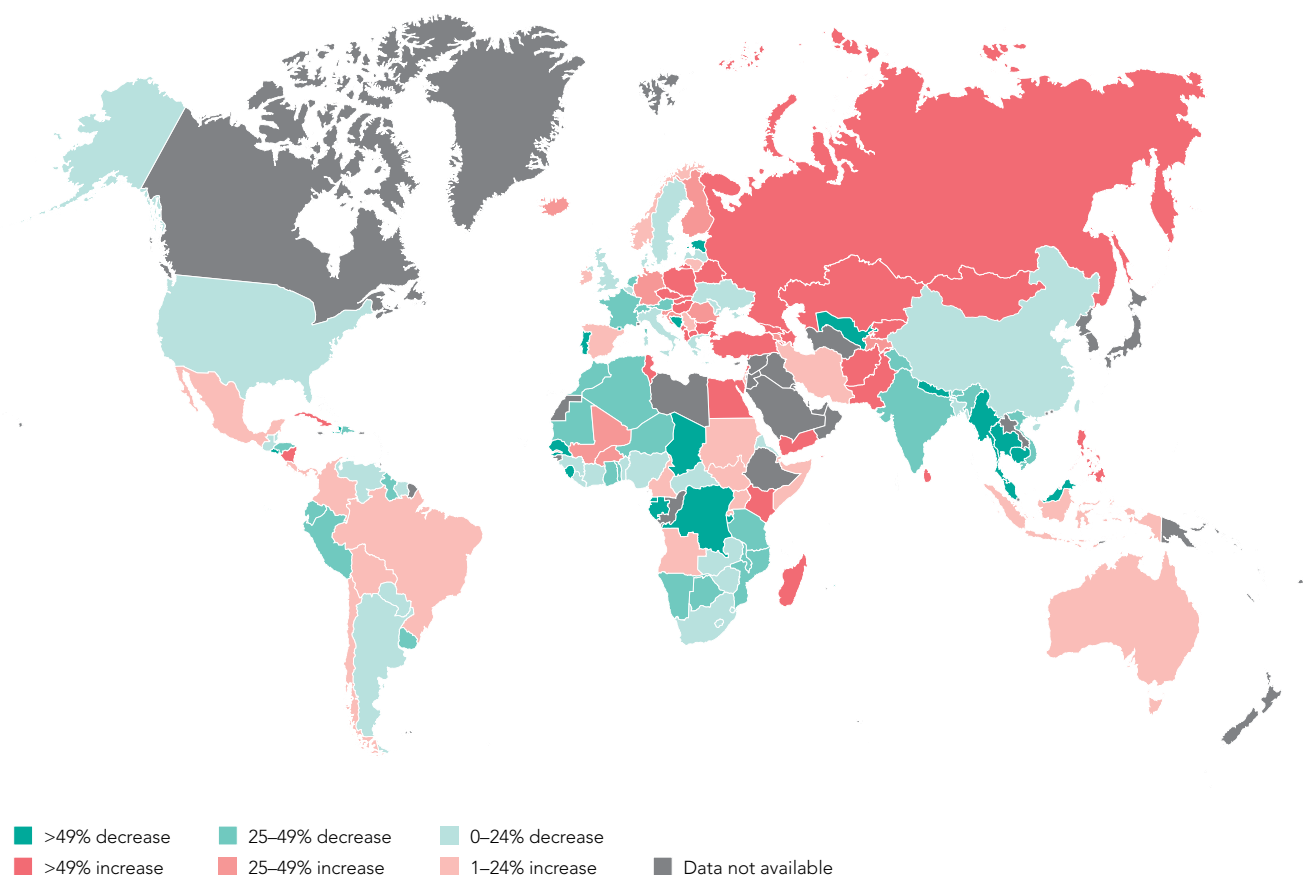 >49% decrease 25–49% decrease 0–24% decrease
>49% increase 25–49% increase 1–24% increase Data not available